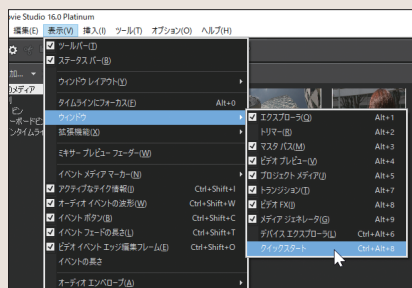 vie Studio 16.0 Platinum
編集(E) 表示(V) 挿入(I) ツール(T) オプション(O) ヘルプ(H)
ツールバー(T)
ステータス バー(B)
ウィンドウ レイアウト(Y)
タイムラインにフォーカス(F) Alt+0
ウィンドウ
拡張機能(X)
ミキサー プレビュー フェーダー(W)
イベント メディア マーカー(N)
アクティブなテイク情報(I) Ctrl+Shift+I
オーディオ イベントの波形(W) Ctrl+Shift+W
イベント ボタン(B) Ctrl+Shift+C
イベント フェードの長さ(L) Ctrl+Shift+T
ビデオ イベント エッジ編集フレーム(E) Ctrl+Shift+O
イベントの長さ
オーディオ エンベロープ(A)
エクスプローラ(Q) Alt+1
トリマー(R) Alt+2
マスタ バス(M) Alt+3
ビデオ プレビュー(V) Alt+4
プロジェクト メディア(J) Alt+5
トランジション(T) Alt+7
ビデオ FX(I) Alt+8
メディア ジェネレータ(G) Alt+9
デバイス エクスプローラ(L) Ctrl+Alt+6
クイックスタート Ctrl+Alt+8
加...
のメディア
ビン